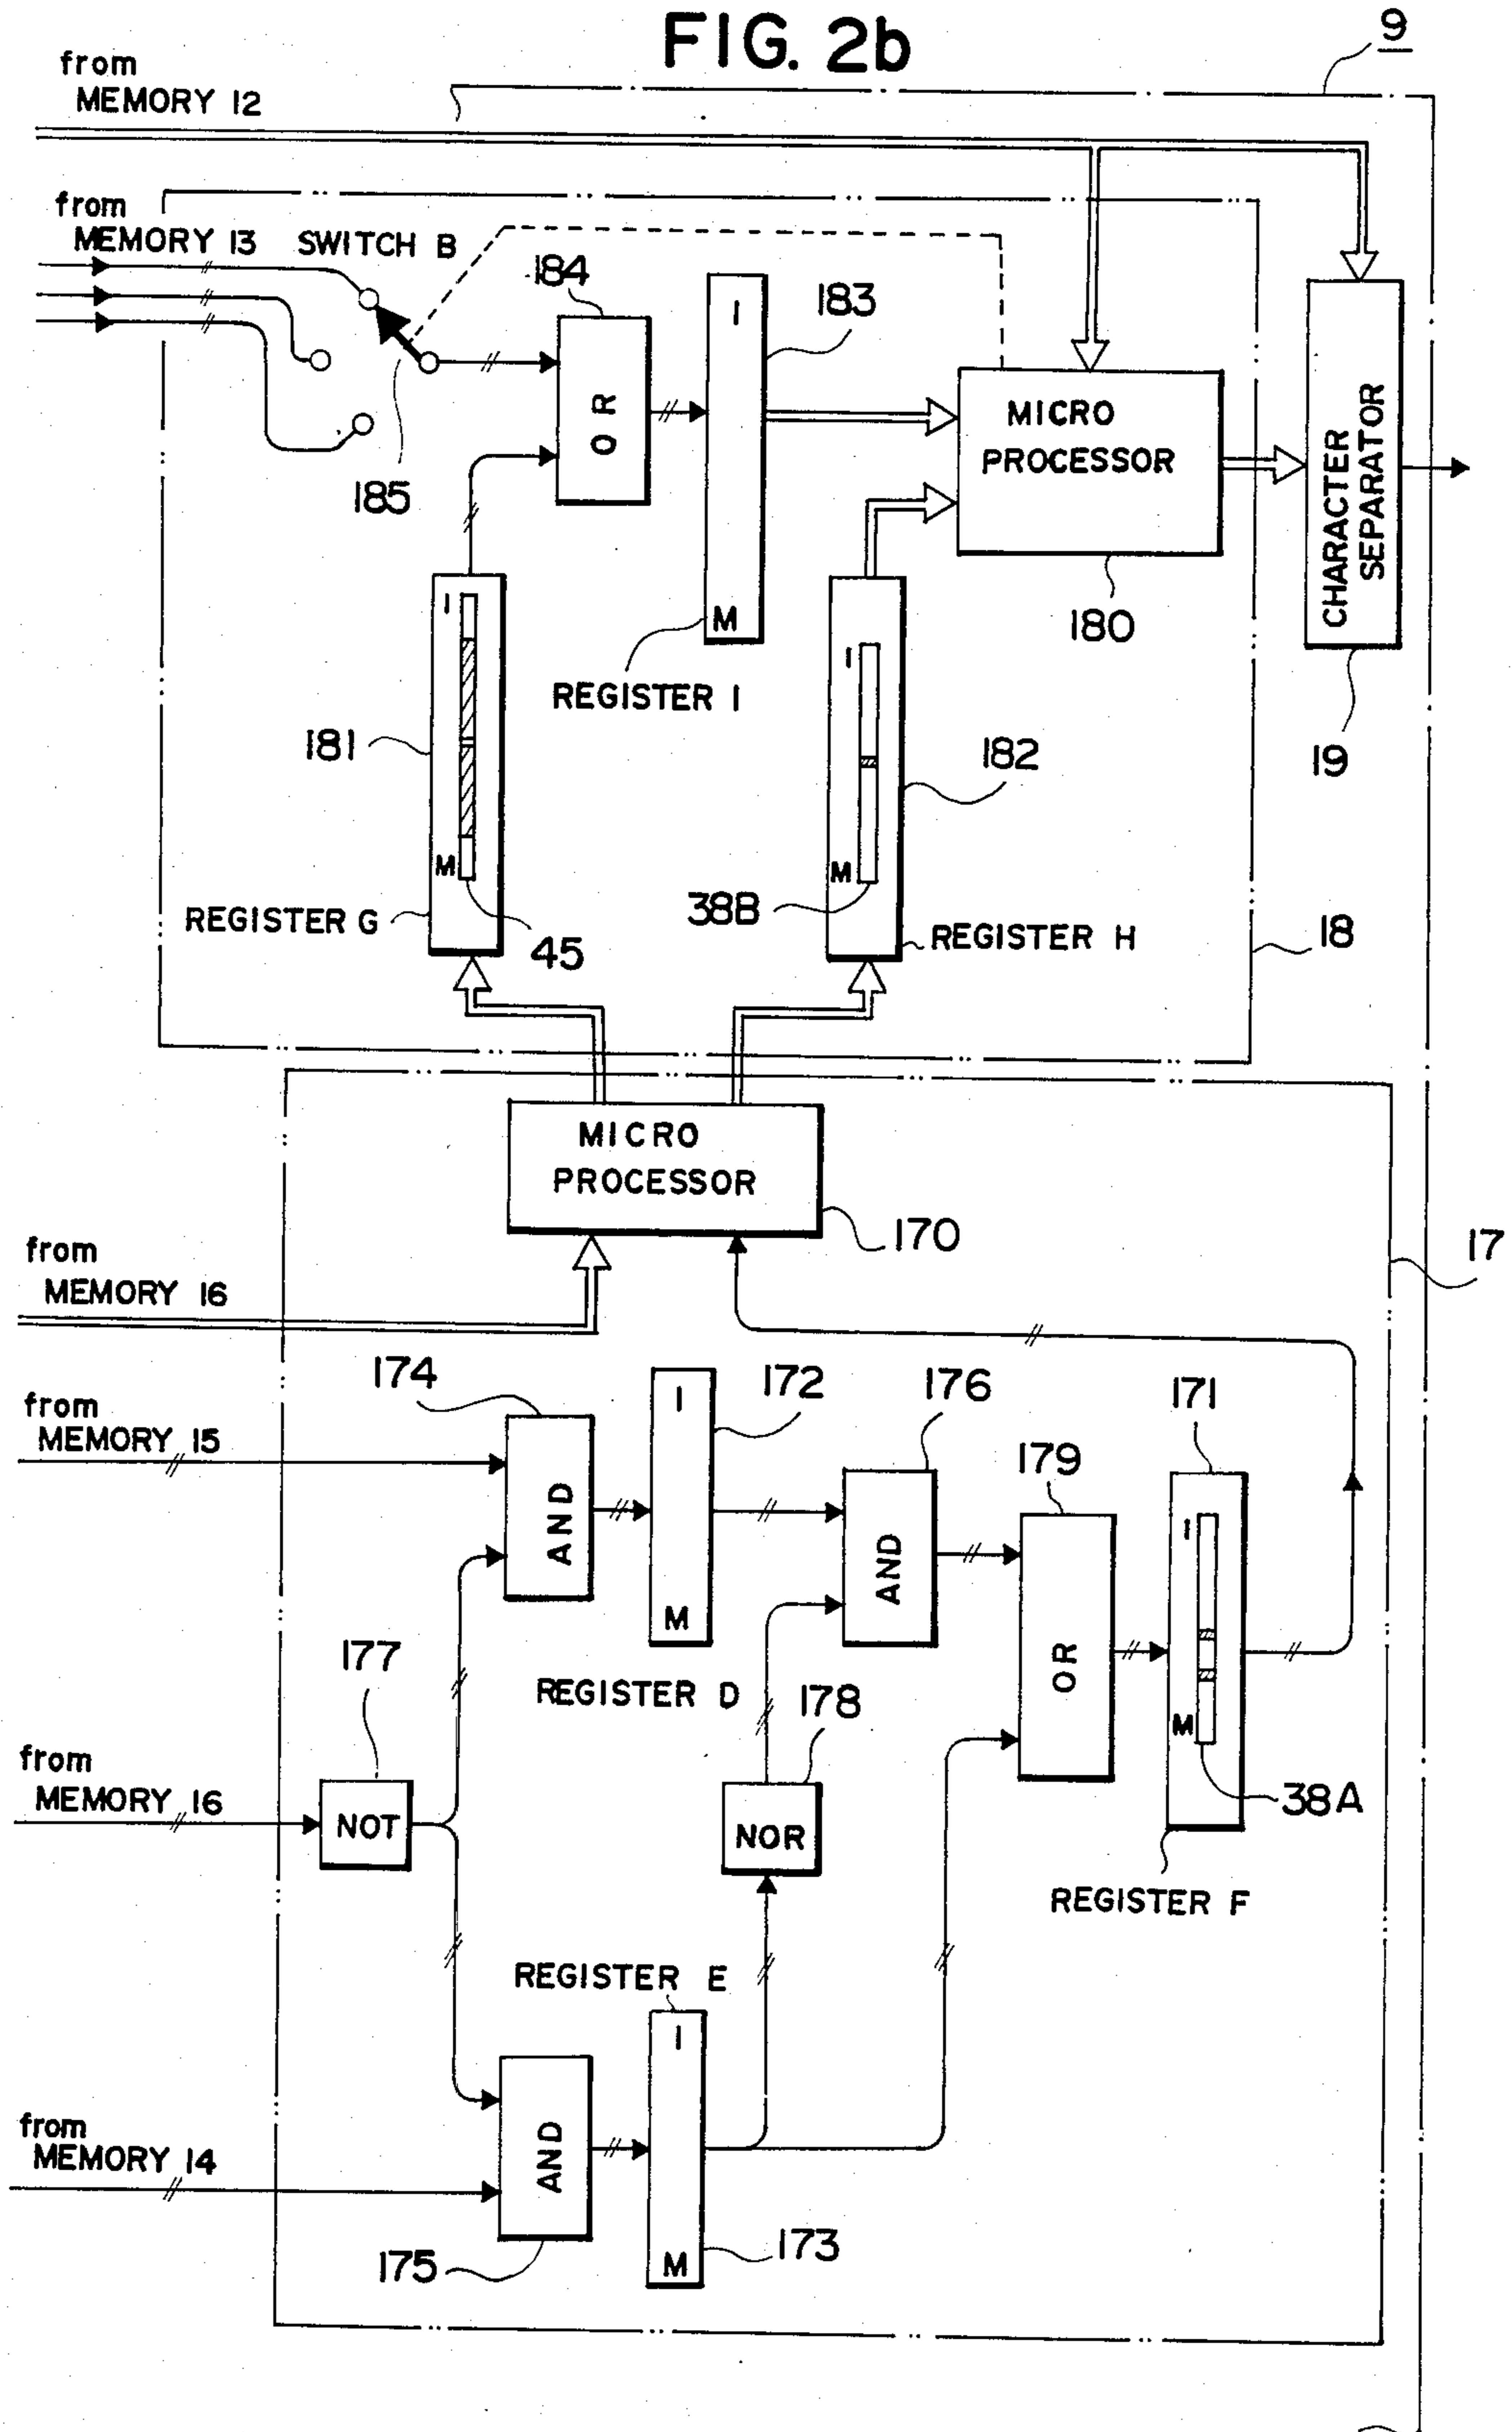 FIG. 2b
9
from
MEMORY 12
from
MEMORY 13
SWITCH B
184
OR
I
183
M
REGISTER I
185
MICRO
PROCESSOR
180
CHARACTER
SEPARATOR
19
181
I
M
REGISTER G
45
I
182
M
38B
REGISTER H
18
MICRO
PROCESSOR
170
17
from
MEMORY 16
from
MEMORY 15
174
AND
I
172
M
REGISTER D
176
AND
179
OR
171
I
M
38A
REGISTER F
177
from
MEMORY 16
NOT
178
NOR
REGISTER E
I
M
173
from
MEMORY 14
AND
175